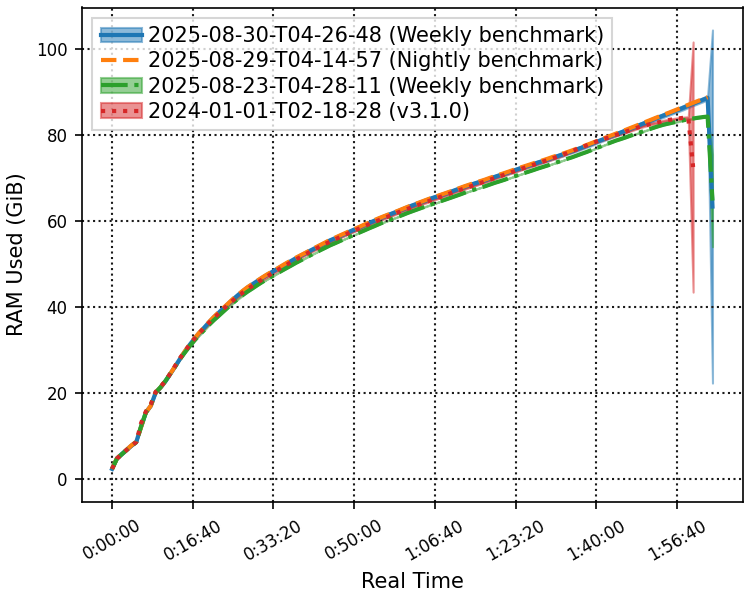 2025-08-30-T04-26-48 (Weekly benchmark)
2025-08-29-T04-14-57 (Nightly benchmark)
2025-08-23-T04-28-11 (Weekly benchmark)
2024-01-01-T02-18-28 (v3.1.0)
100
80
60
40
20
0
RAM Used (GiB)
0:00:00
0:16:40
0:33:20
0:50:00
1:06:40
1:23:20
1:40:00
1:56:40
Real Time